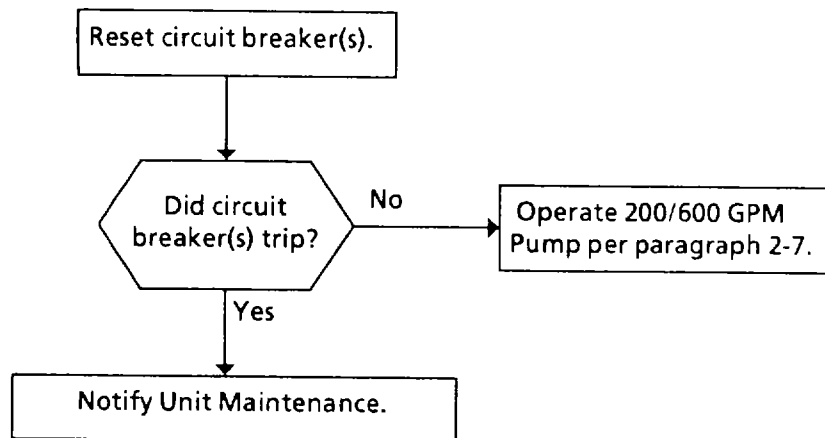 Reset circuit breaker(s).
Did circuit
breaker(s) trip?
No
Operate 200/600 GPM
Pump per paragraph 2-7.
Yes
Notify Unit Maintenance.